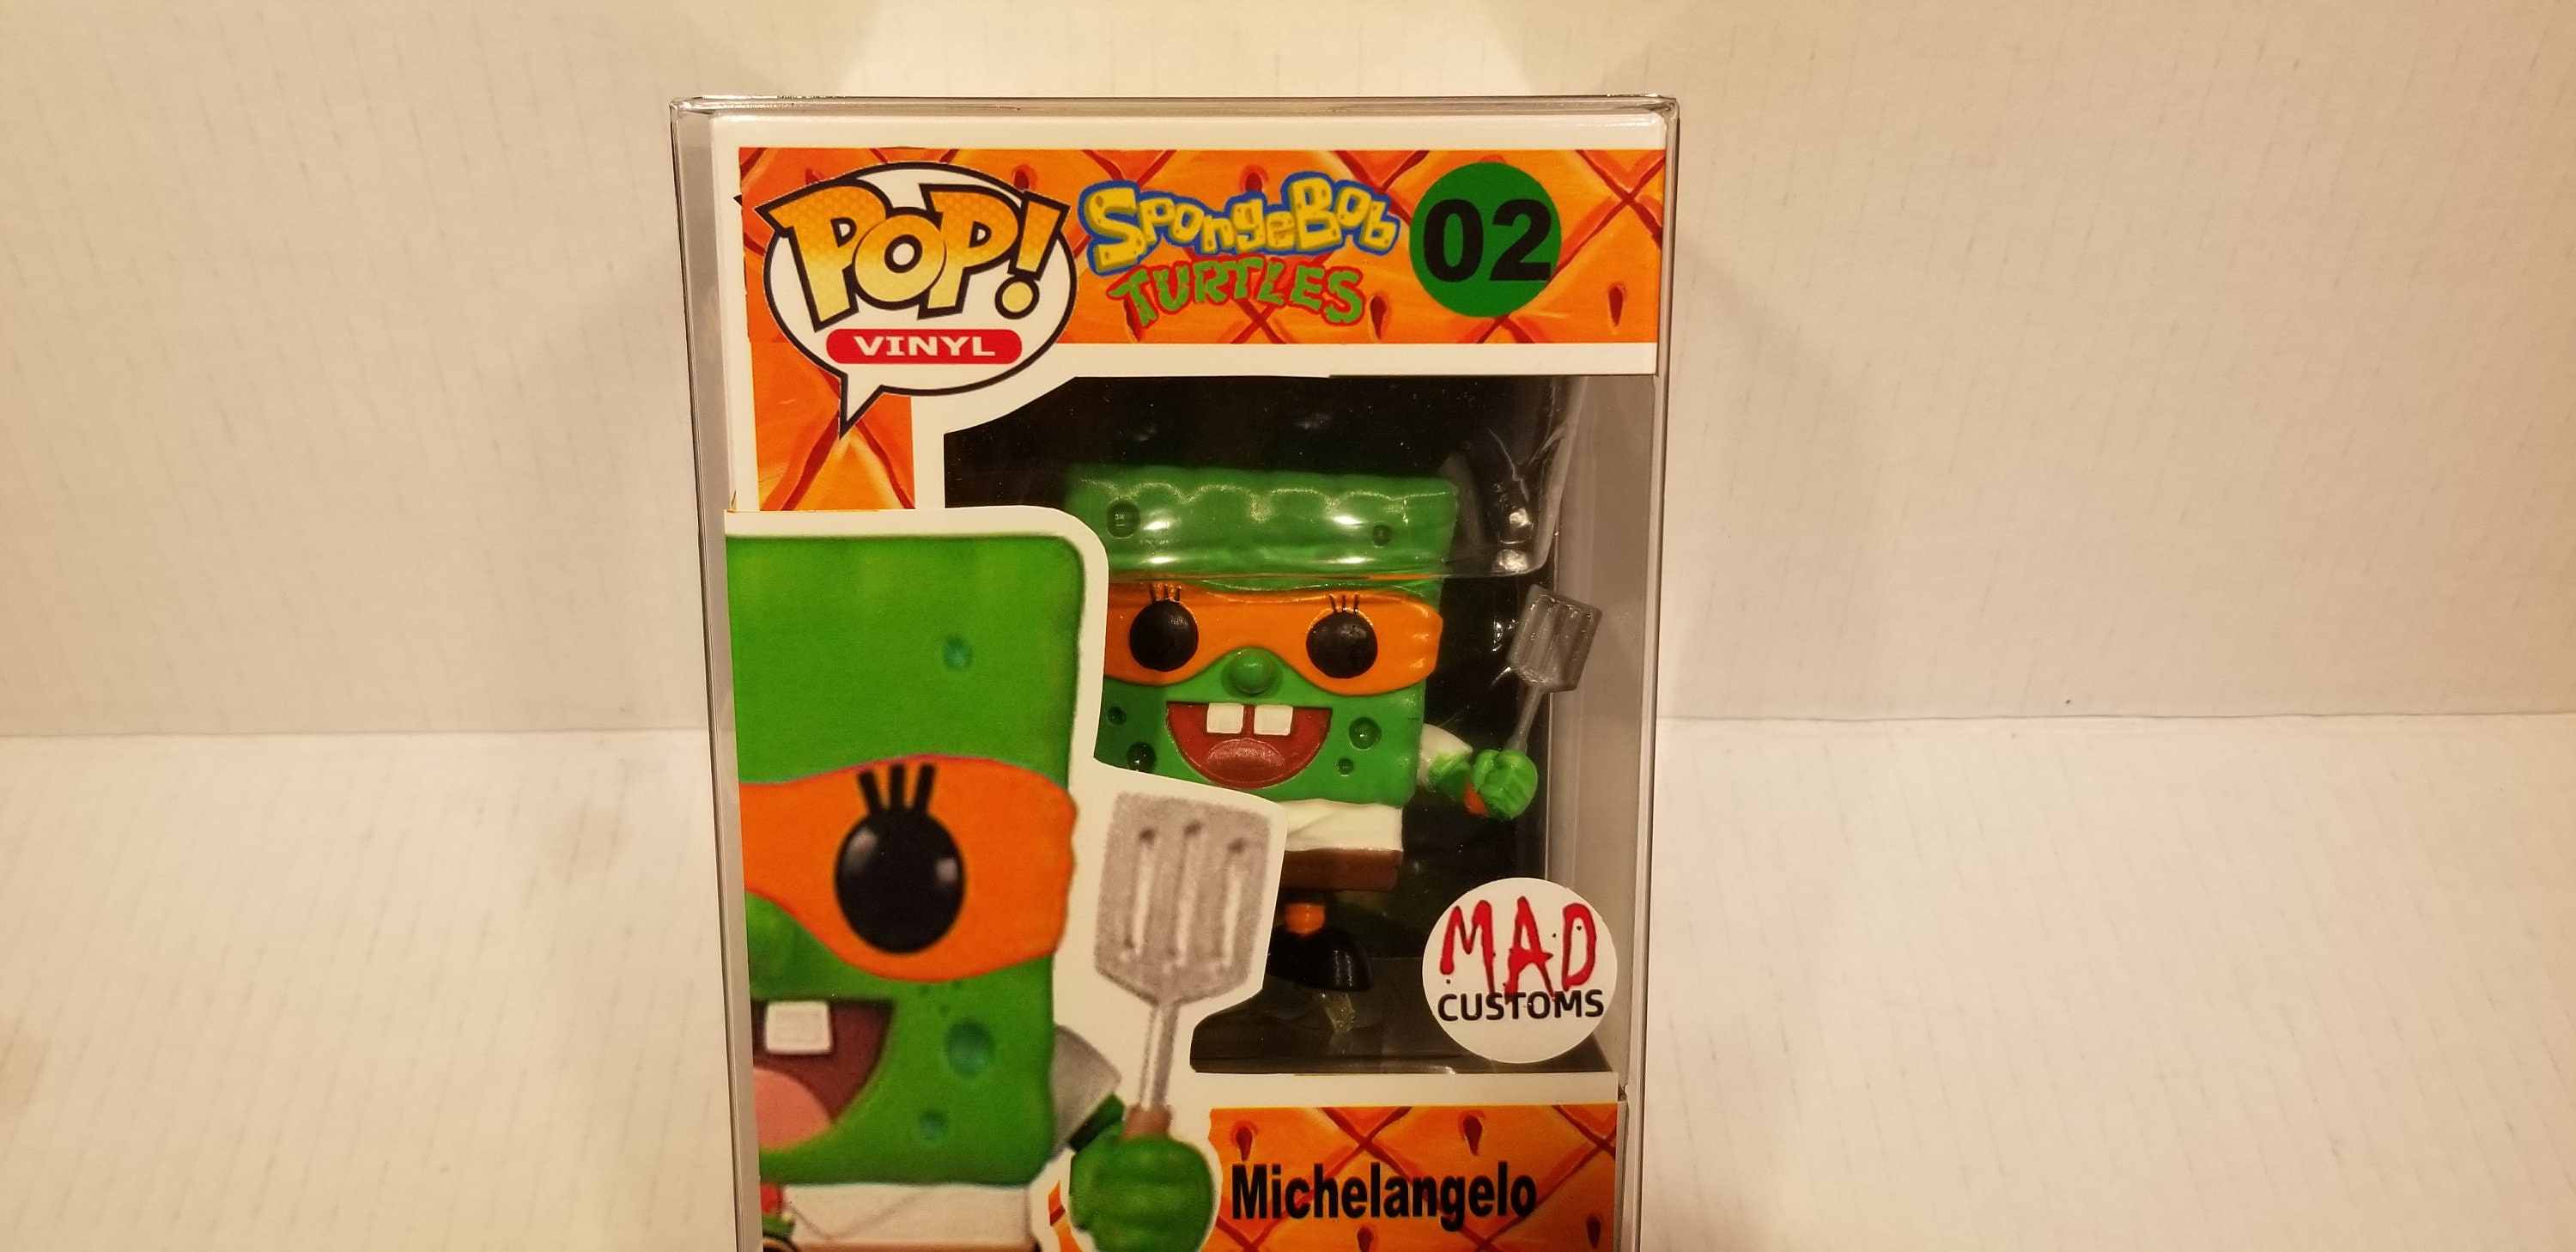 POP!
VINYL
SpongeBob
TURTLES
02
MAD
CUSTOMS
Michelangelo